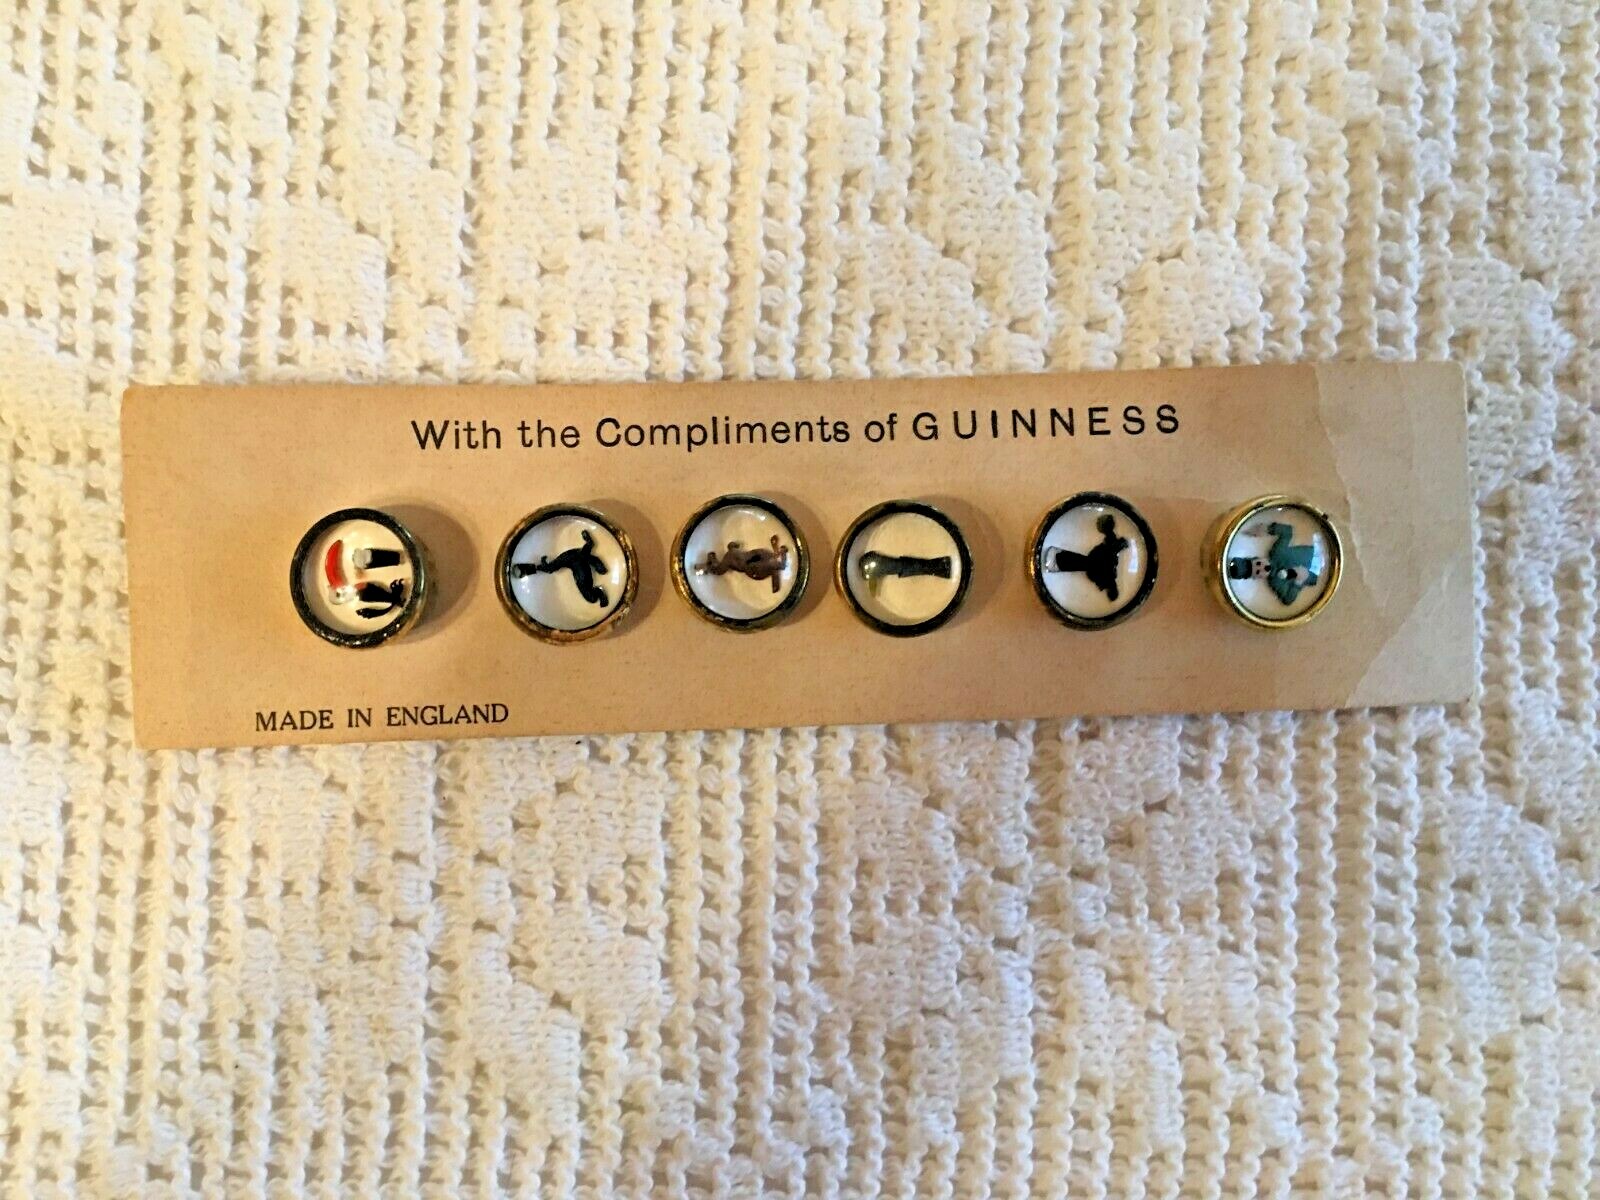 With the Compliments of GUINNESS
MADE IN ENGLAND